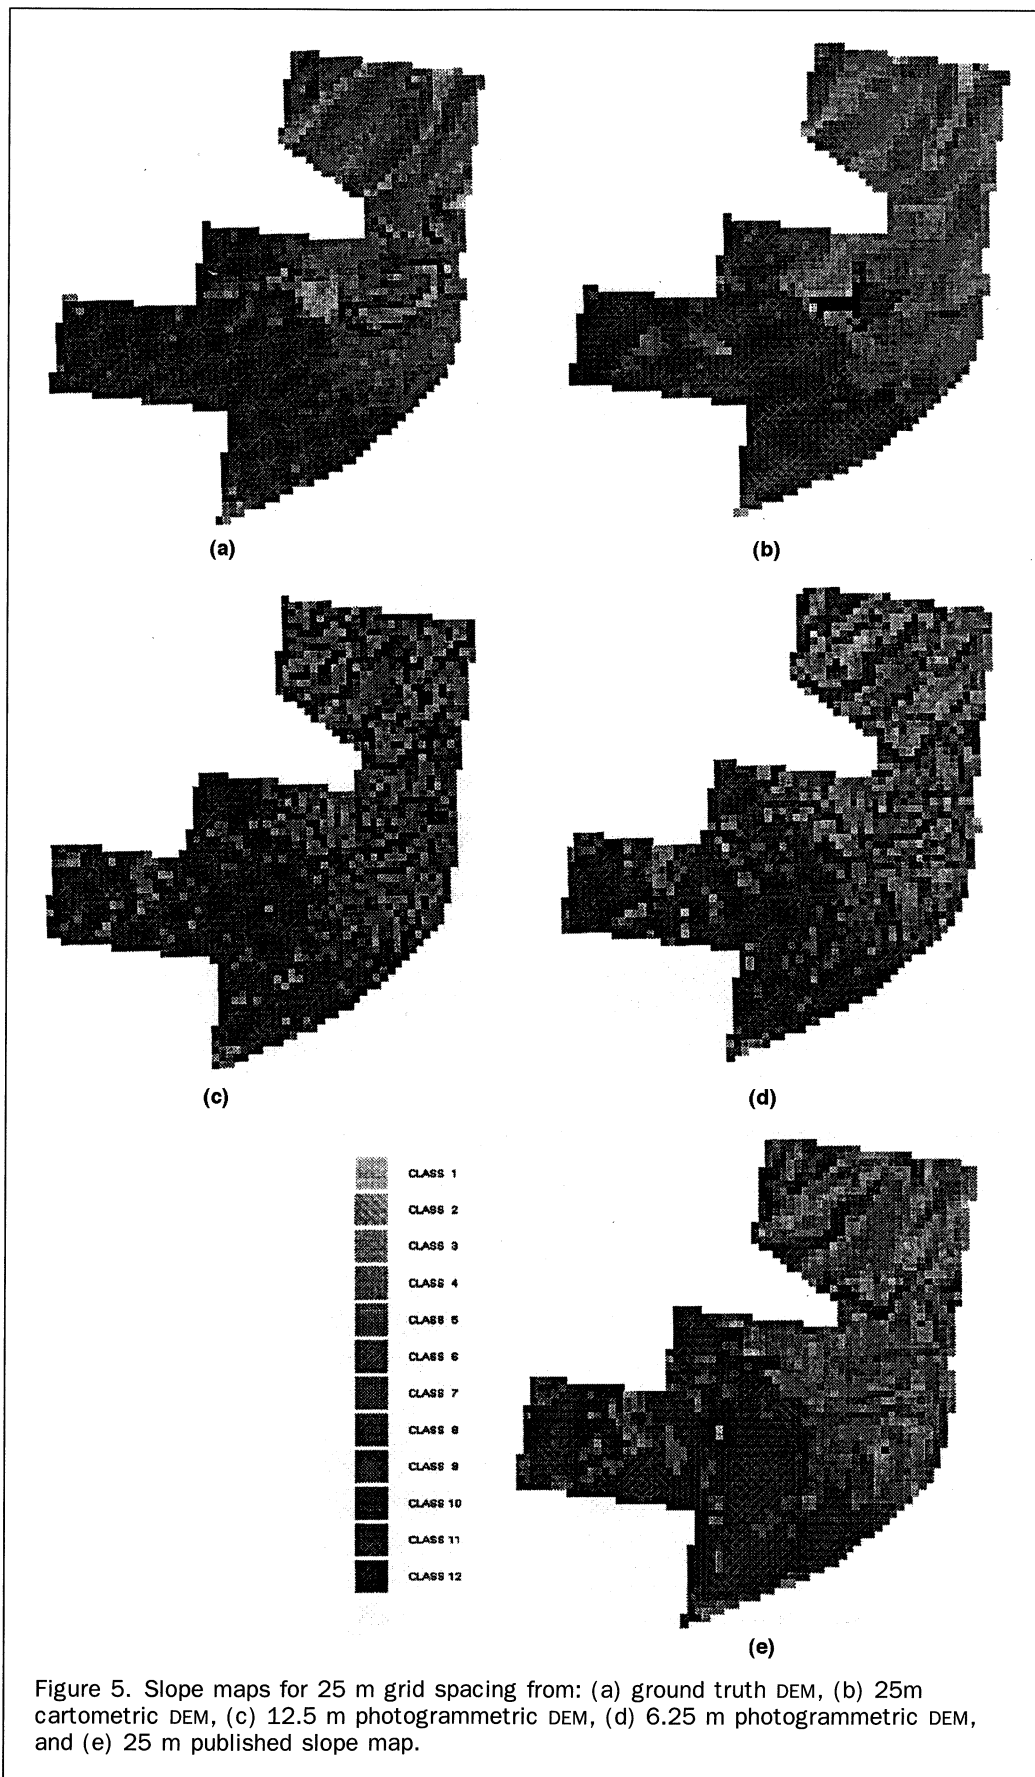 (a)
(b)
(c)
(d)
CLASS 1
CLASS 2
CLASS 3
CLASS 4
CLASS 5
CLASS 6
CLASS 7
CLASS 8
CLASS 9
CLASS 10
CLASS 11
CLASS 12
(e)
Figure 5. Slope maps for 25 m grid spacing from: (a) ground truth DEM, (b) 25m
cartometric DEM, (c) 12.5 m photogrammetric DEM, (d) 6.25 m photogrammetric DEM,
and (e) 25 m published slope map.